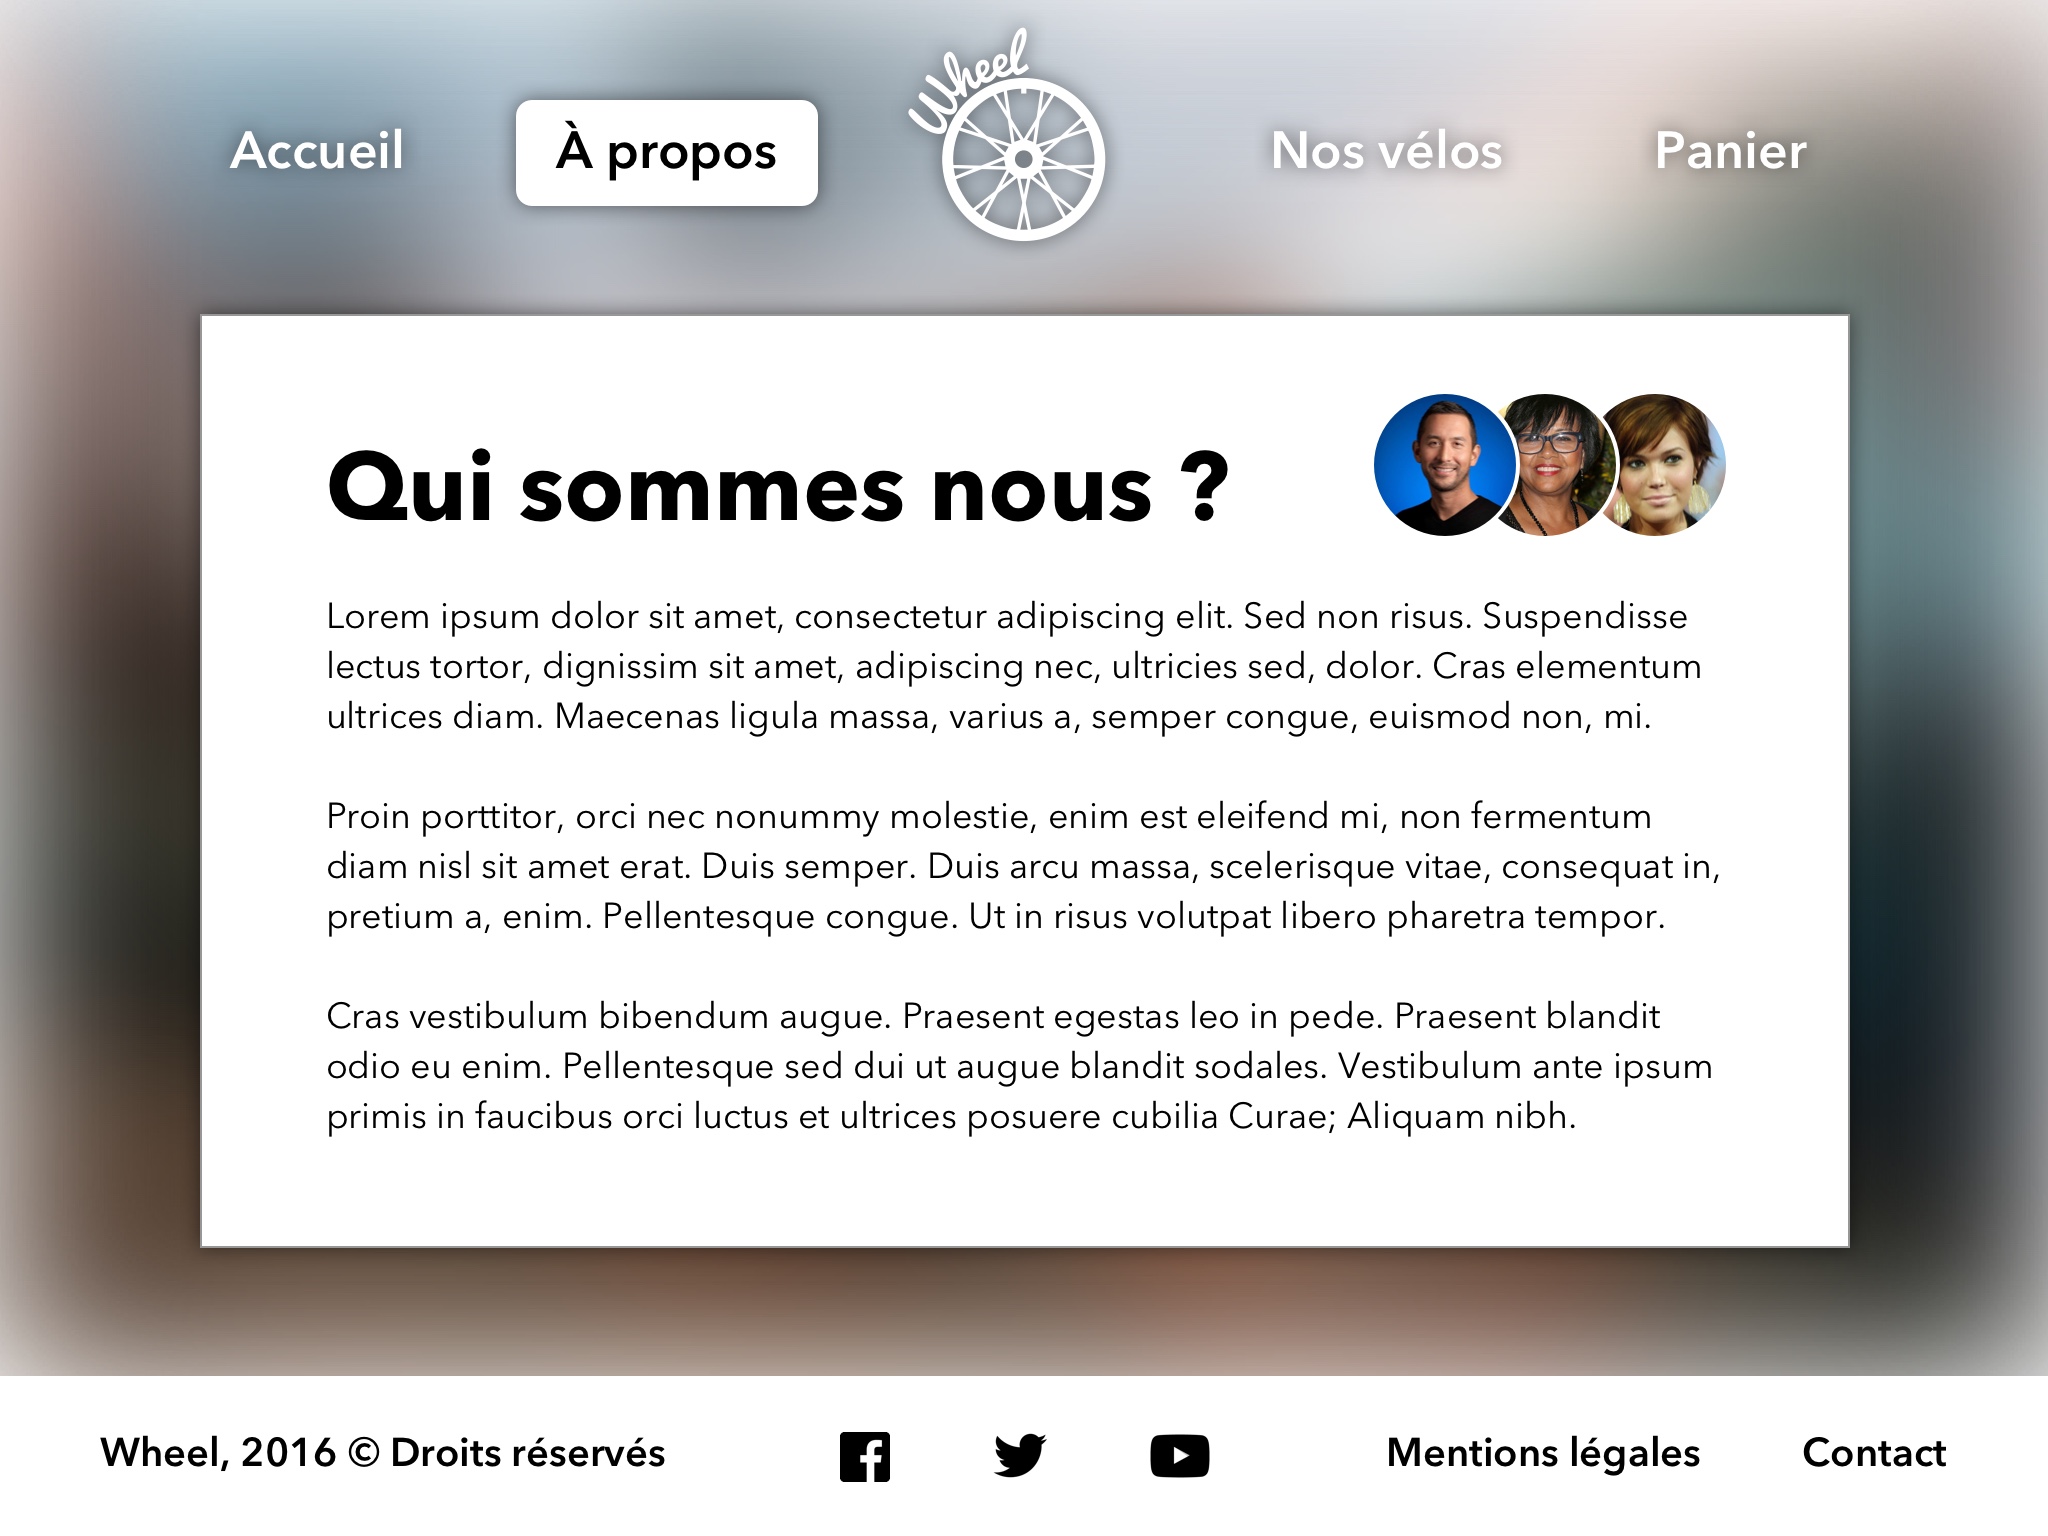 Wheel
Accueil
À propos
Nos vélos
Panier
Qui sommes nous ?
Lorem ipsum dolor sit amet, consectetur adipiscing elit. Sed non risus. Suspendisse
lectus tortor, dignissim sit amet, adipiscing nec, ultricies sed, dolor. Cras elementum
ultrices diam. Maecenas ligula massa, varius a, semper congue, euismod non, mi.
Proin porttitor, orci nec nonummy molestie, enim est eleifend mi, non fermentum
diam nisl sit amet erat. Duis semper. Duis arcu massa, scelerisque vitae, consequat in,
pretium a, enim. Pellentesque congue. Ut in risus volutpat libero pharetra tempor.
Cras vestibulum bibendum augue. Praesent egestas leo in pede. Praesent blandit
odio eu enim. Pellentesque sed dui ut augue blandit sodales. Vestibulum ante ipsum
primis in faucibus orci luctus et ultrices posuere cubilia Curae; Aliquam nibh.
Wheel, 2016 © Droits réservés
Mentions légales
Contact